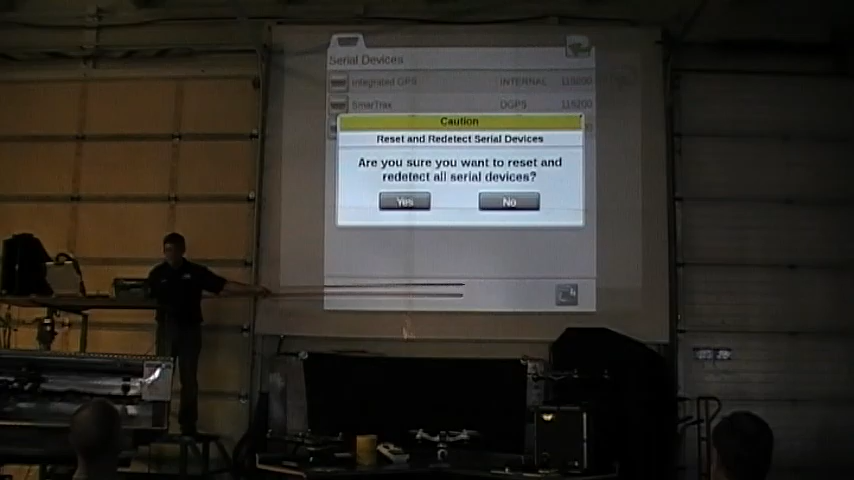 Serial Devices
Integrated GPS INTERNAL 115200
SmarTrax DGPS 115200
Caution
Reset and Redetect Serial Devices
Are you sure you want to reset and
redetect all serial devices?
Yes No